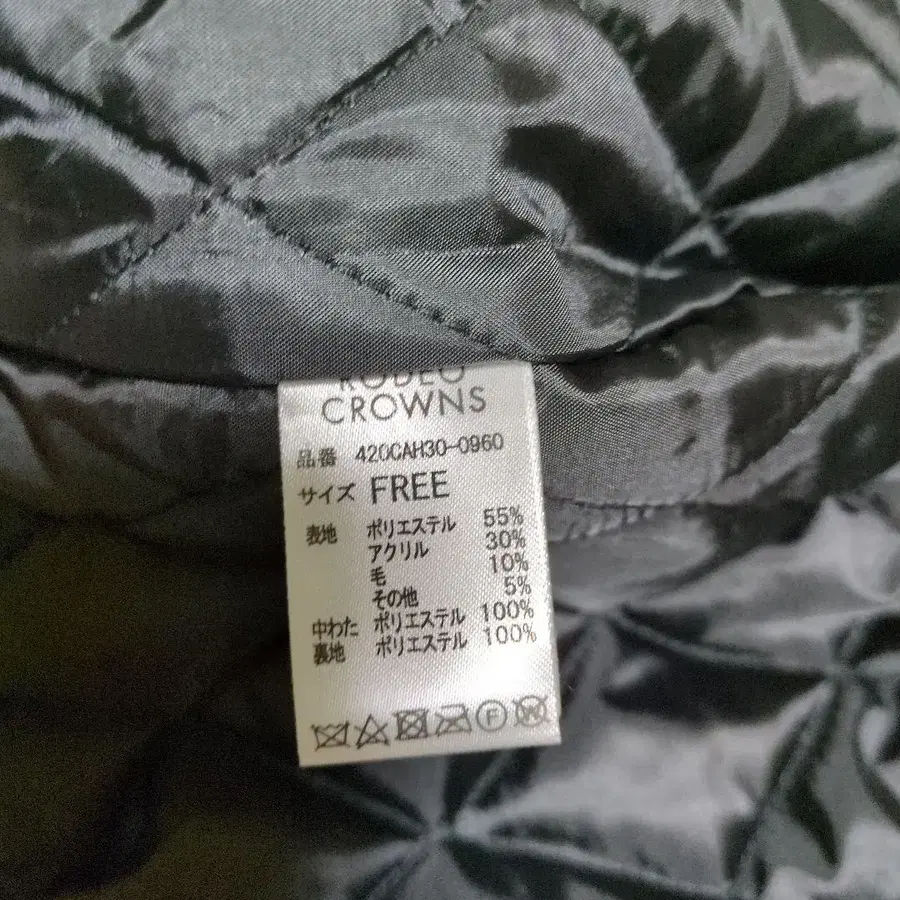 RODEO
CROWNS
品番 420CAH30-0960
サイズ FREE
表地 ポリエステル 55%
アクリル 30%
毛 10%
その他 5%
中わた ポリエステル 100%
裏地 ポリエステル 100%
F W